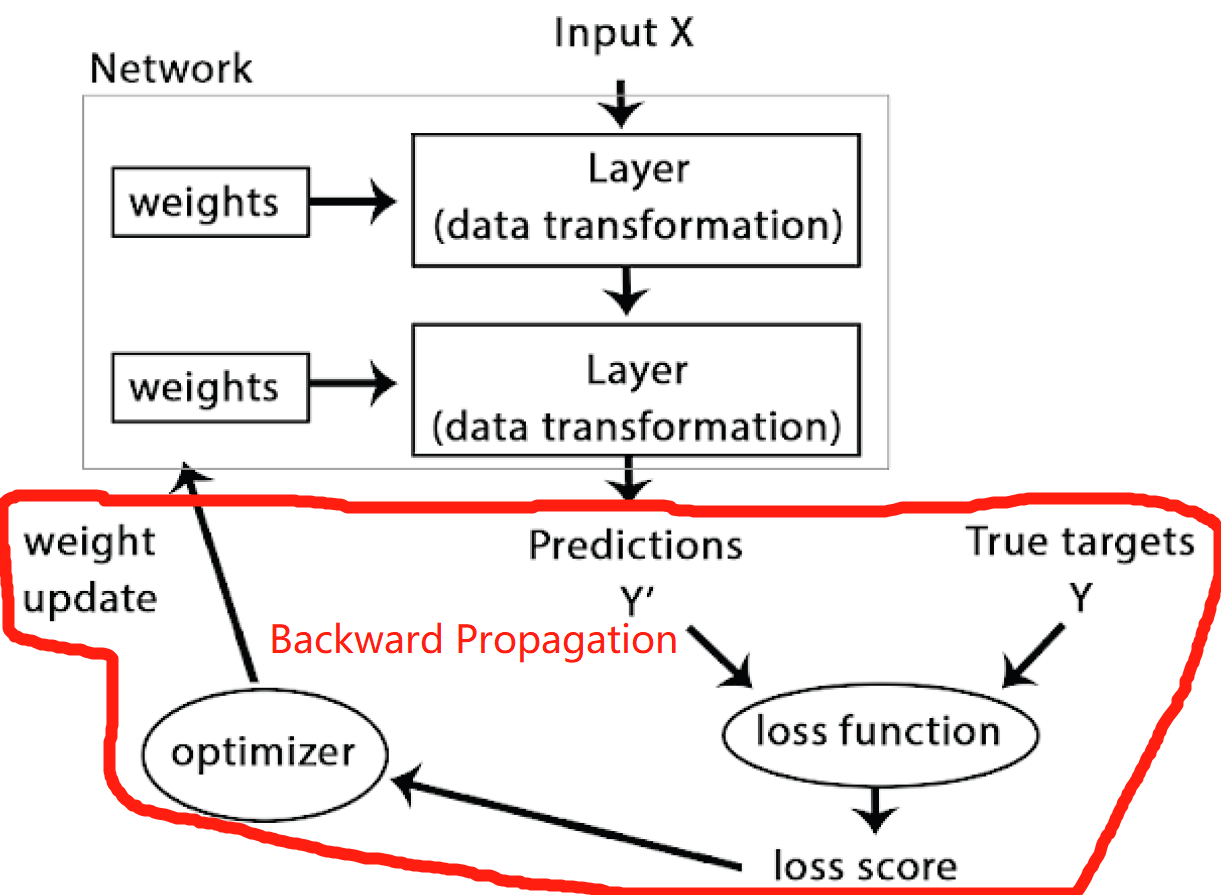 Input X
Network
weights
Layer
(data transformation)
weights
Layer
(data transformation)
weight
update
Predictions
Y'
True targets
Y
Backward Propagation
optimizer
loss function
loss score